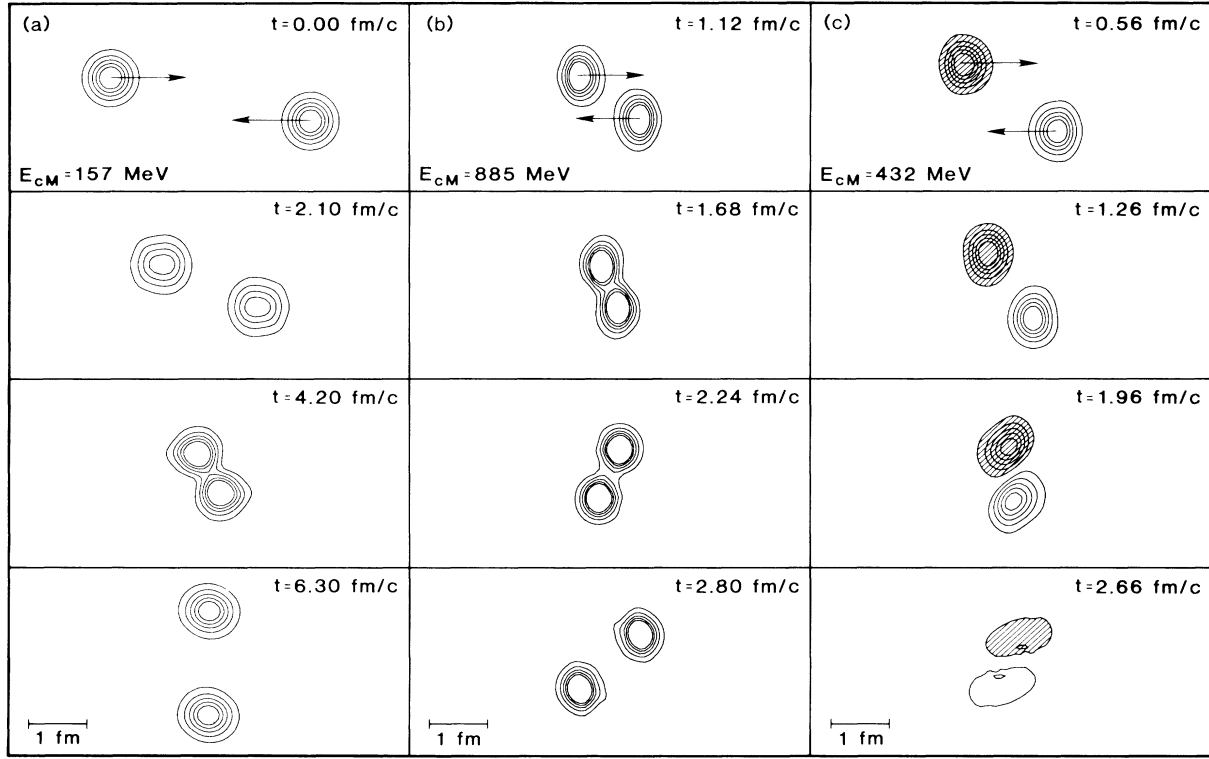 (a) t=0.00 fm/c
E_CM=157 MeV
t=2.10 fm/c
t=4.20 fm/c
t=6.30 fm/c
1 fm
(b) t=1.12 fm/c
E_CM=885 MeV
t=1.68 fm/c
t=2.24 fm/c
t=2.80 fm/c
1 fm
(c) t=0.56 fm/c
E_CM=432 MeV
t=1.26 fm/c
t=1.96 fm/c
t=2.66 fm/c
1 fm